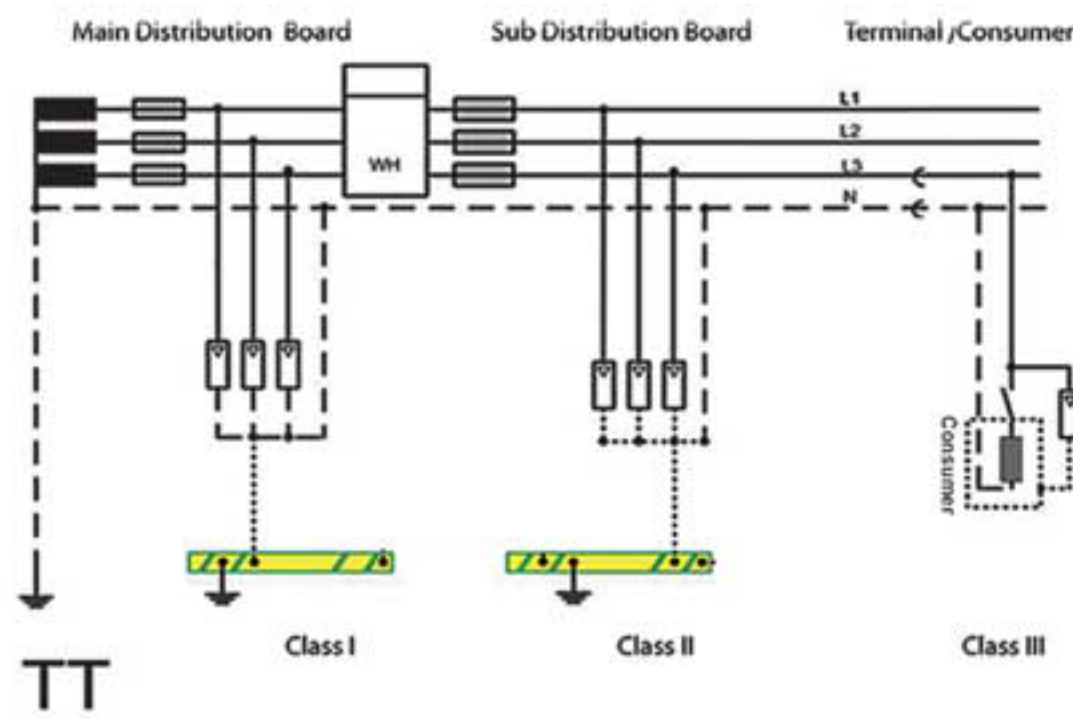 Main Distribution Board
Sub Distribution Board
Terminal /Consumer
L1
L2
WH
L3
N
Consumer
Class I
Class II
Class III
TT